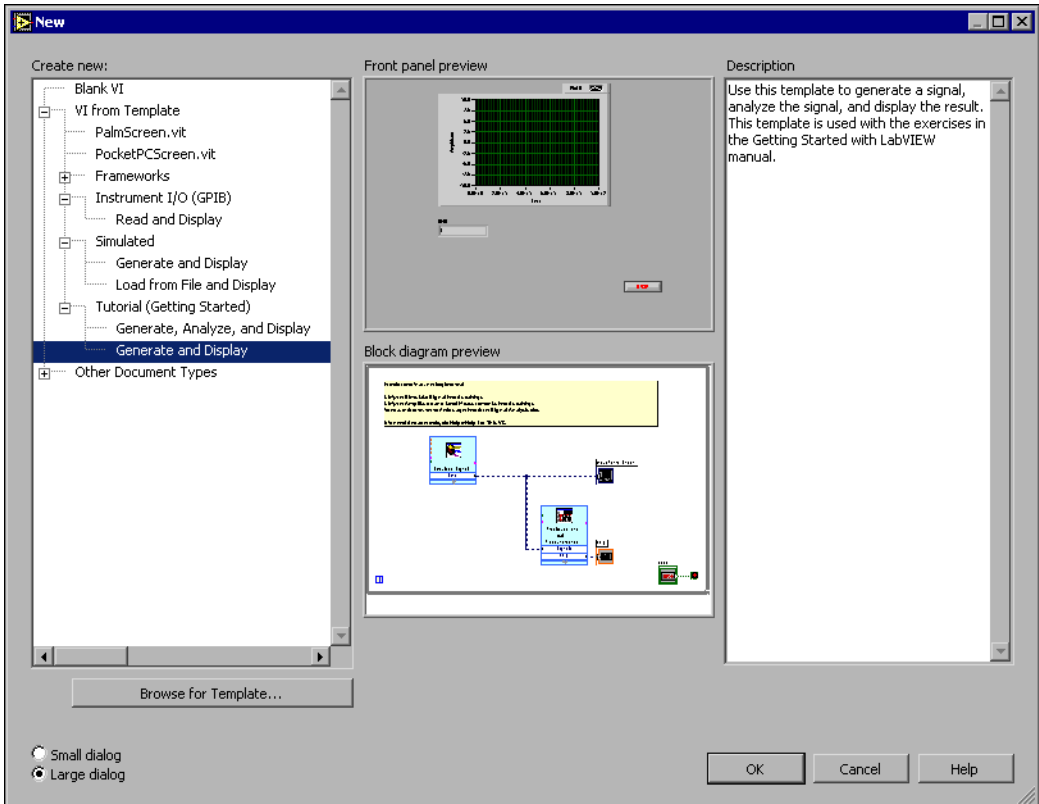 New
Create new:
Blank VI
VI from Template
PalmScreen.vit
PocketPCScreen.vit
Frameworks
Instrument I/O (GPIB)
Read and Display
Simulated
Generate and Display
Load from File and Display
Tutorial (Getting Started)
Generate, Analyze, and Display
Generate and Display
Other Document Types
Browse for Template...
Small dialog
Large dialog
Front panel preview
Block diagram preview
Description
Use this template to generate a signal,
analyze the signal, and display the result.
This template is used with the exercises in
the Getting Started with LabVIEW
manual.
OK
Cancel
Help